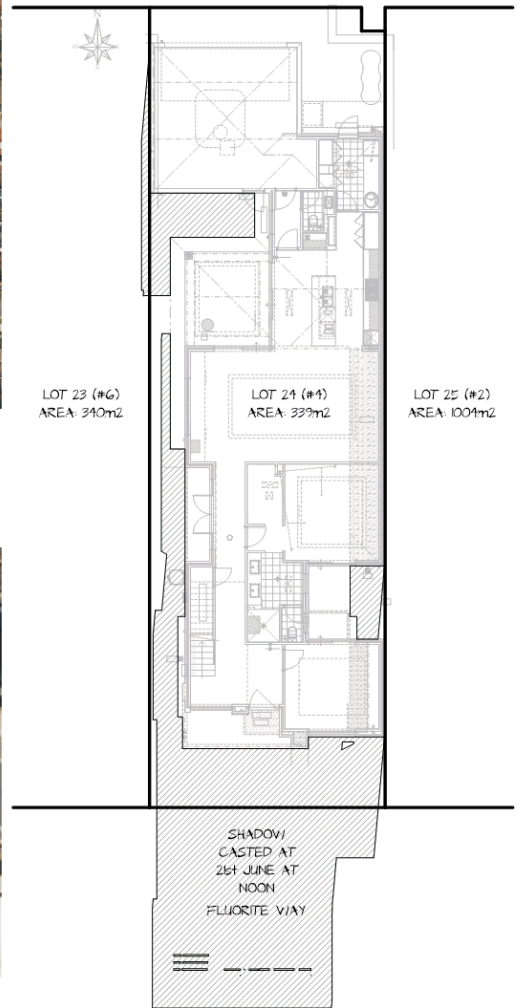 N
LOT 23 (#6)
AREA: 340m2
LOT 24 (#4)
AREA: 339m2
LOT 25 (#2)
AREA: 1004m2
SHADOW
CASTED AT
21st JUNE AT
NOON
FLUORITE WAY